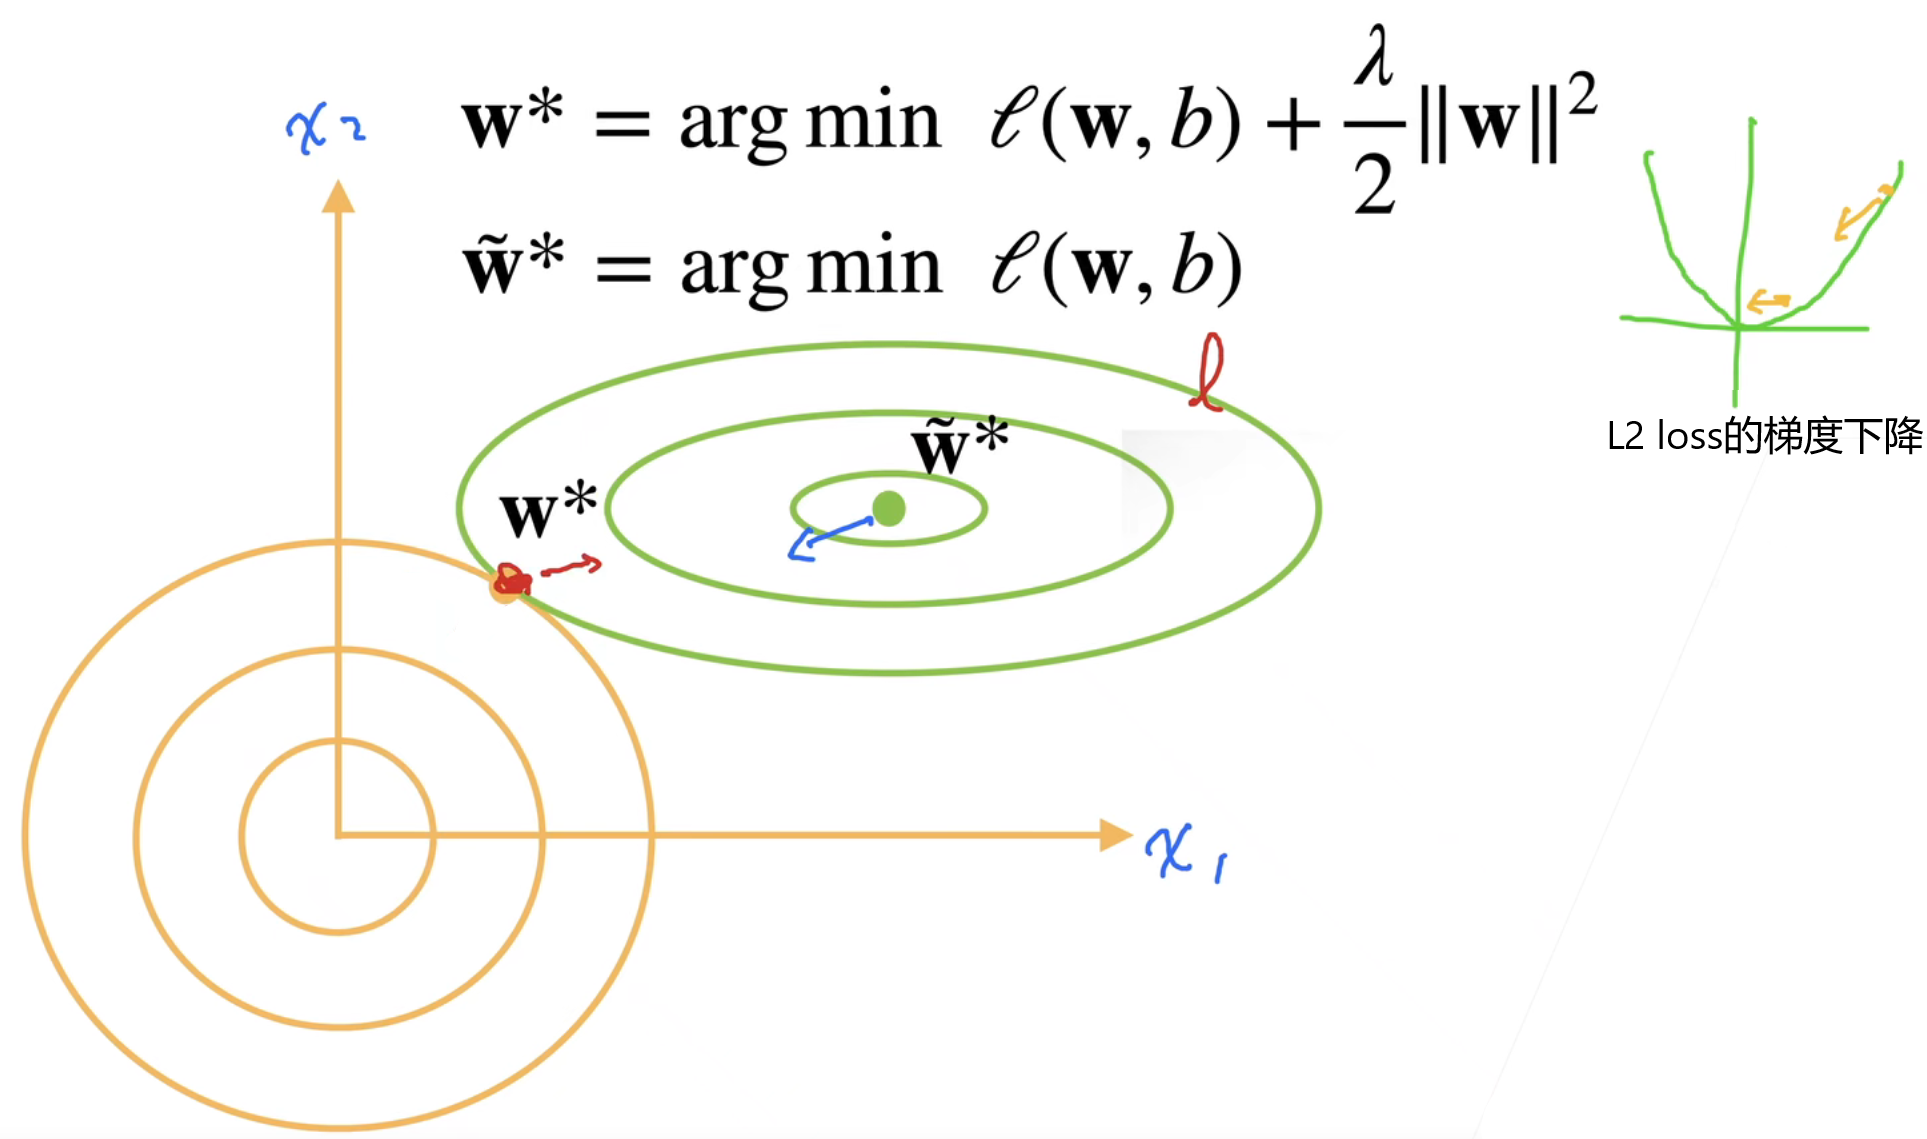 x₂
𝐰* = arg min ℓ(𝐰, b) + λ/2 ‖𝐰‖²
𝐰̃* = arg min ℓ(𝐰, b)
ℓ
L2 loss的梯度下降
𝐰̃*
𝐰*
x₁